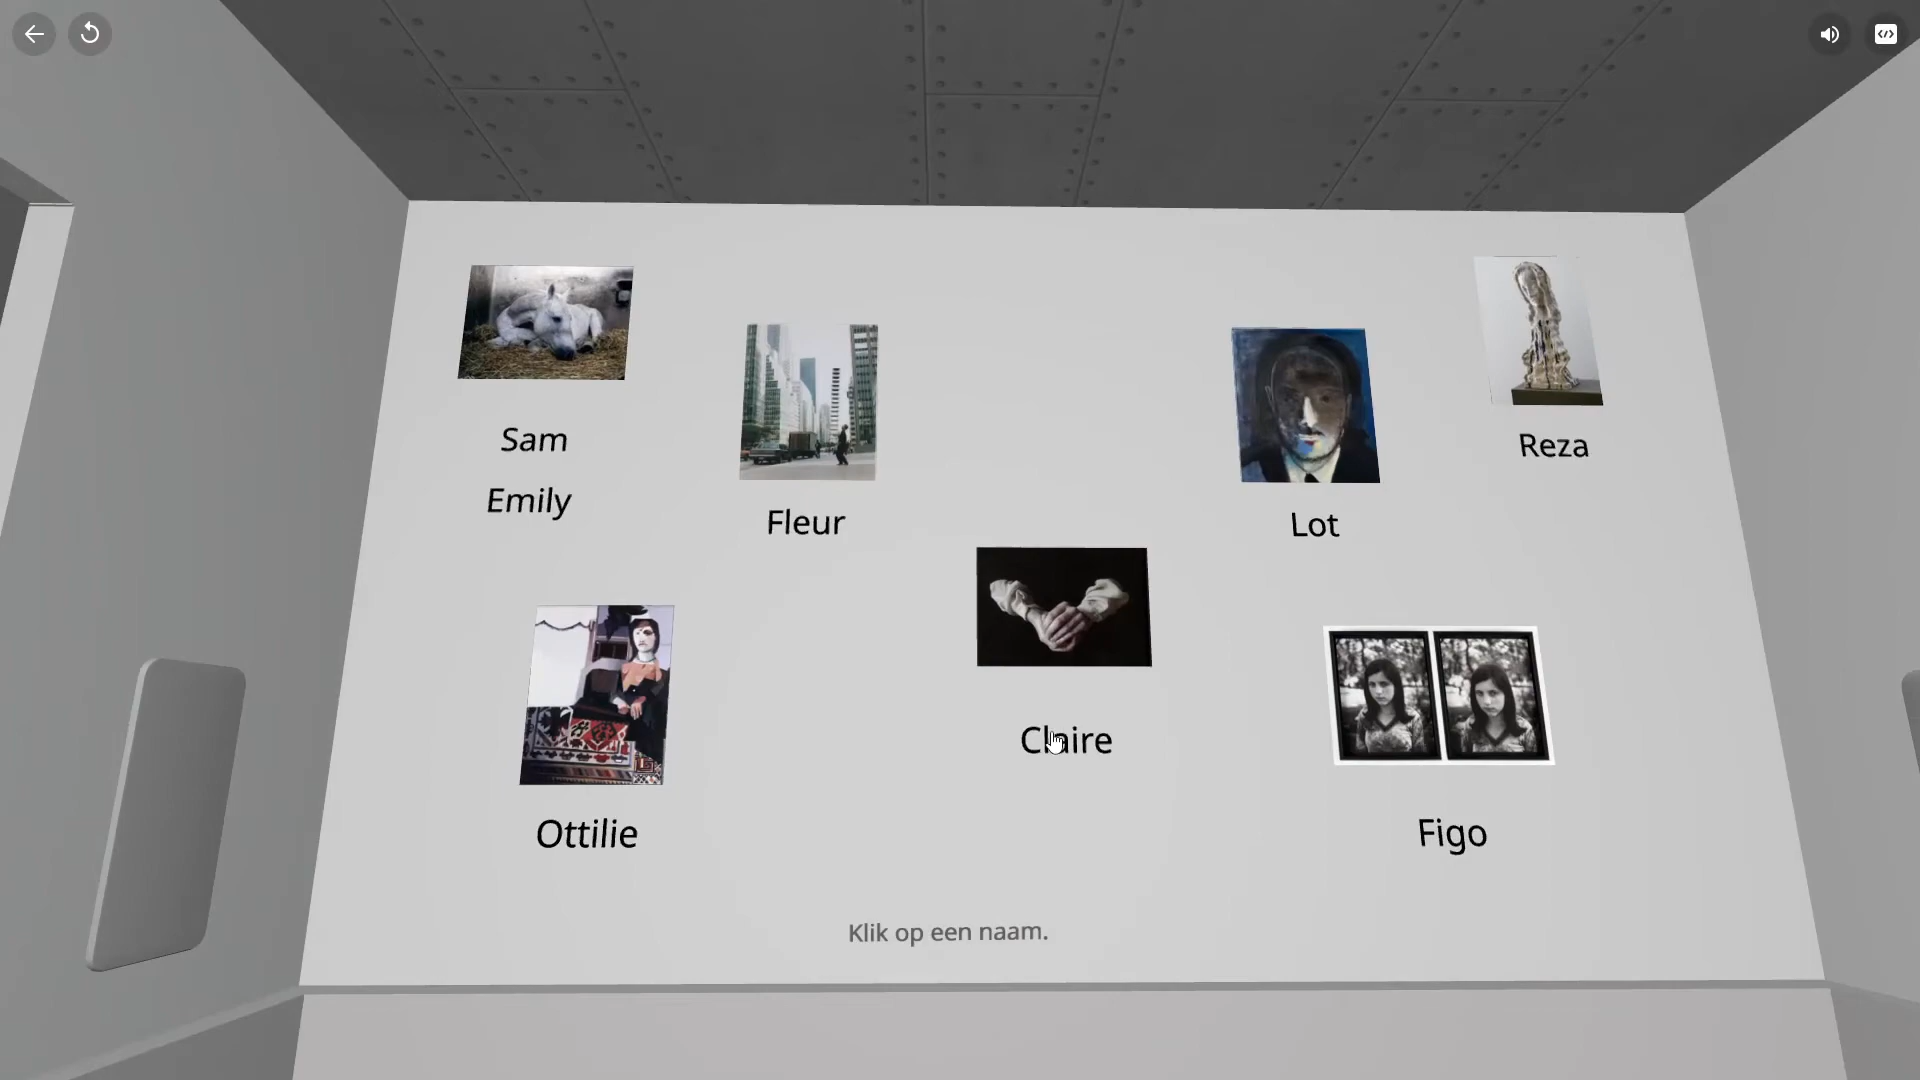 Sam
Emily
Fleur
Lot
Reza
Claire
Ottilie
Figo
Klik op een naam.